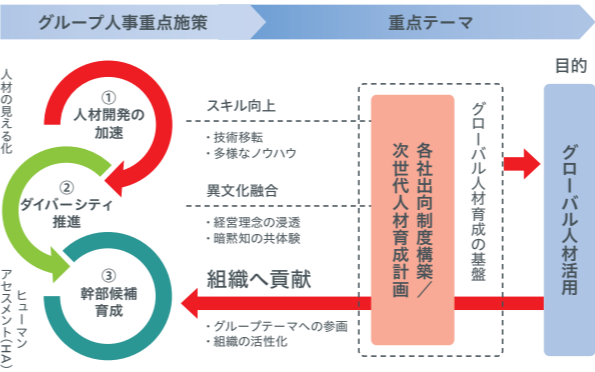 グループ人事重点施策
重点テーマ
目的
人材の見える化
①
人材開発の
加速
②
ダイバーシティ
推進
③
幹部候補
育成
ヒューマン
アセスメント(HA)
スキル向上
・技術移転
・多様なノウハウ
異文化融合
・経営理念の浸透
・暗黙知の共体験
組織へ貢献
・グループテーマへの参画
・組織の活性化
各社出向制度構築／
次世代人材育成計画
グローバル人材育成の基盤
グローバル人材活用